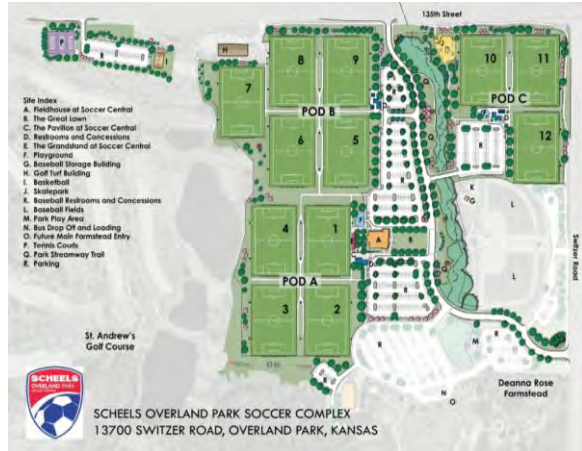 135th Street
P
R
H
8
9
10
11
7
POD B
POD C
6
5
12
Site Index
A. Fieldhouse at Soccer Central
B. The Great Lawn
C. The Pavilion at Soccer Central
D. Restrooms and Concessions
E. The Grandstand at Soccer Central
F. Playground
G. Baseball Storage Building
H. Golf Turf Building
I. Basketball
J. Skatepark
K. Baseball Restrooms and Concessions
L. Baseball Fields
M. Park Play Area
N. Bus Drop Off and Loading
O. Future Main Farmstead Entry
P. Tennis Courts
Q. Park Streamway Trail
R. Parking
R
K
G
L
4
1
A
B
L
Switzer Road
POD A
3
2
R
R
M
R
St. Andrew's
Golf Course
R
N
O
Deanna Rose
Farmstead
SCHEELS
OVERLAND PARK
SCHEELS OVERLAND PARK SOCCER COMPLEX
13700 SWITZER ROAD, OVERLAND PARK, KANSAS